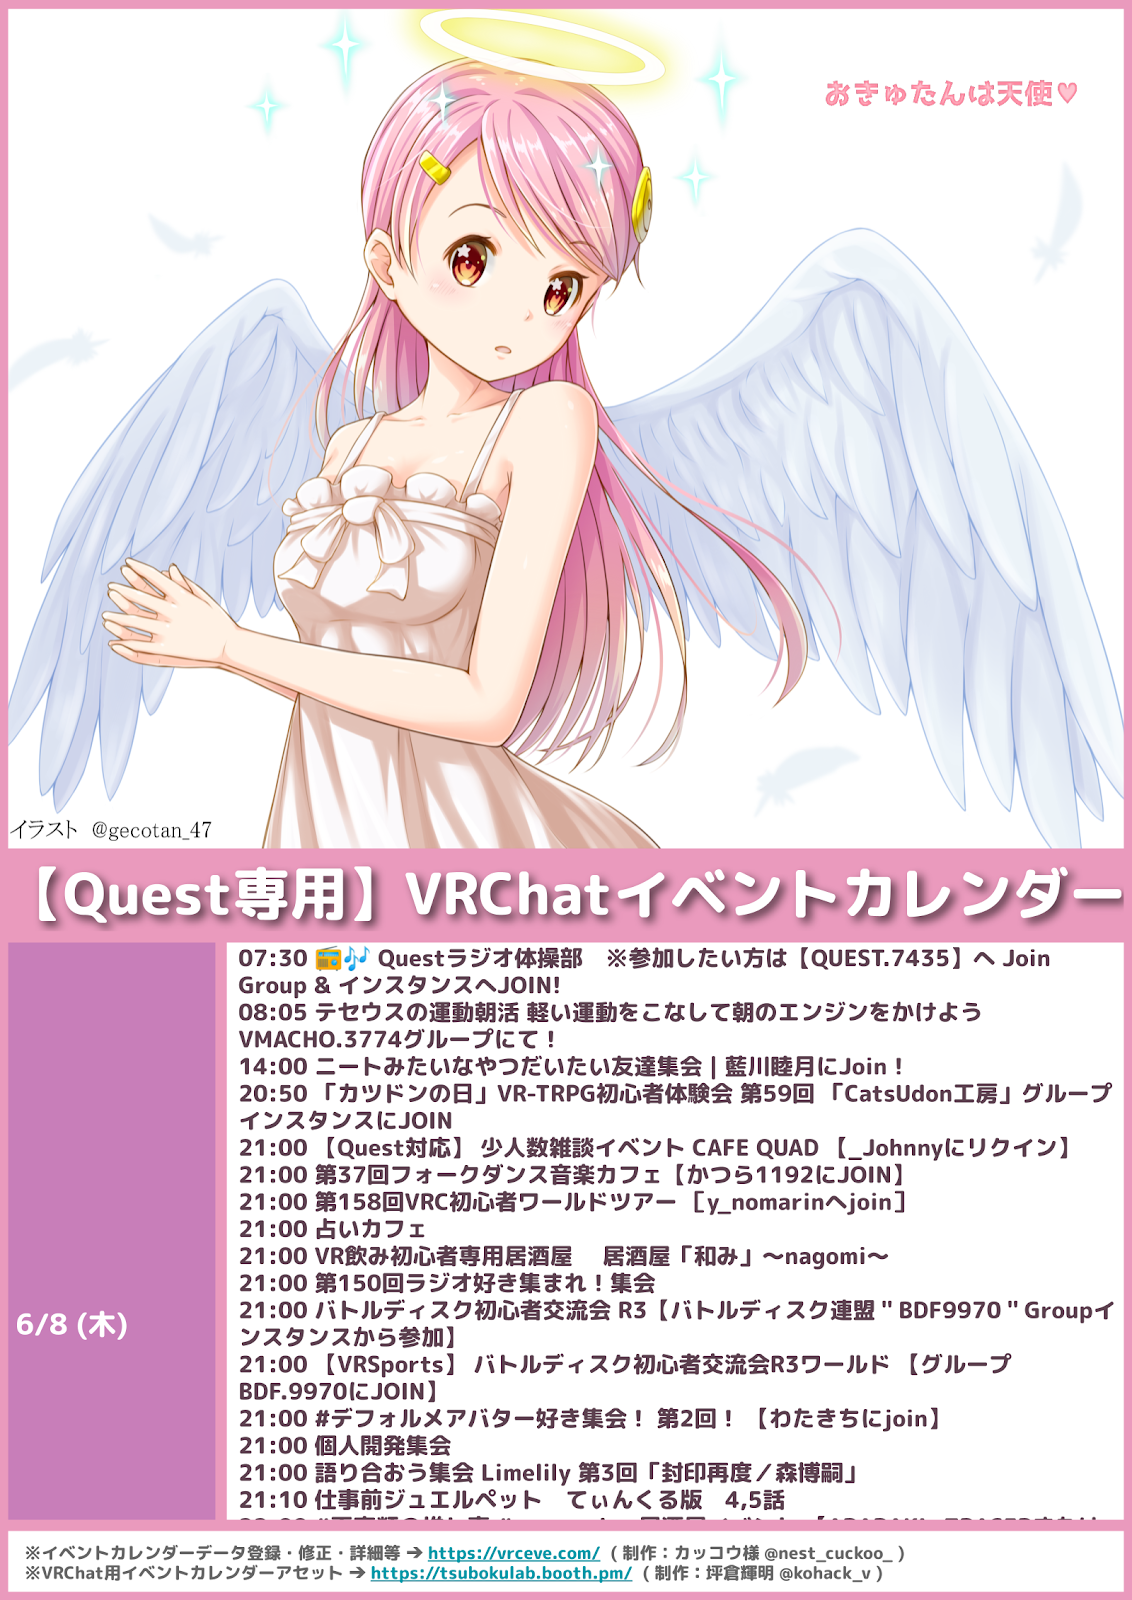 おきゅたんは天使♥
イラスト @gecotan_47
【Quest専用】VRChatイベントカレンダー
6/8 (木)
07:30 📻🎶 Questラジオ体操部　※参加したい方は【QUEST.7435】へ Join
Group & インスタンスへJOIN!
08:05 テセウスの運動朝活 軽い運動をこなして朝のエンジンをかけよう
VMACHO.3774グループにて！
14:00 ニートみたいなやつだいたい友達集会 | 藍川睦月にJoin！
20:50 「カツドンの日」VR-TRPG初心者体験会 第59回 「CatsUdon工房」グループ
インスタンスにJOIN
21:00 【Quest対応】 少人数雑談イベント CAFE QUAD 【_Johnnyにリクイン】
21:00 第37回フォークダンス音楽カフェ【かつら1192にJOIN】
21:00 第158回VRC初心者ワールドツアー ［y_nomarinへjoin］
21:00 占いカフェ
21:00 VR飲み初心者専用居酒屋　 居酒屋「和み」～nagomi～
21:00 第150回ラジオ好き集まれ！集会
21:00 バトルディスク初心者交流会 R3【バトルディスク連盟 " BDF9970 " Groupイ
ンスタンスから参加】
21:00 【VRSports】 バトルディスク初心者交流会R3ワールド 【グループ
BDF.9970にJOIN】
21:00 #デフォルメアバター好き集会！ 第2回！ 【わたきちにjoin】
21:00 個人開発集会
21:00 語り合おう集会 Limelily 第3回「封印再度／森博嗣」
21:10 仕事前ジュエルペット　てぃんくる版　4,5話
※イベントカレンダーデータ登録・修正・詳細等 ➔ https://vrceve.com/ ( 制作：カッコウ様 @nest_cuckoo_ )
※VRChat用イベントカレンダーアセット ➔ https://tsubokulab.booth.pm/ ( 制作：坪倉輝明 @kohack_v )